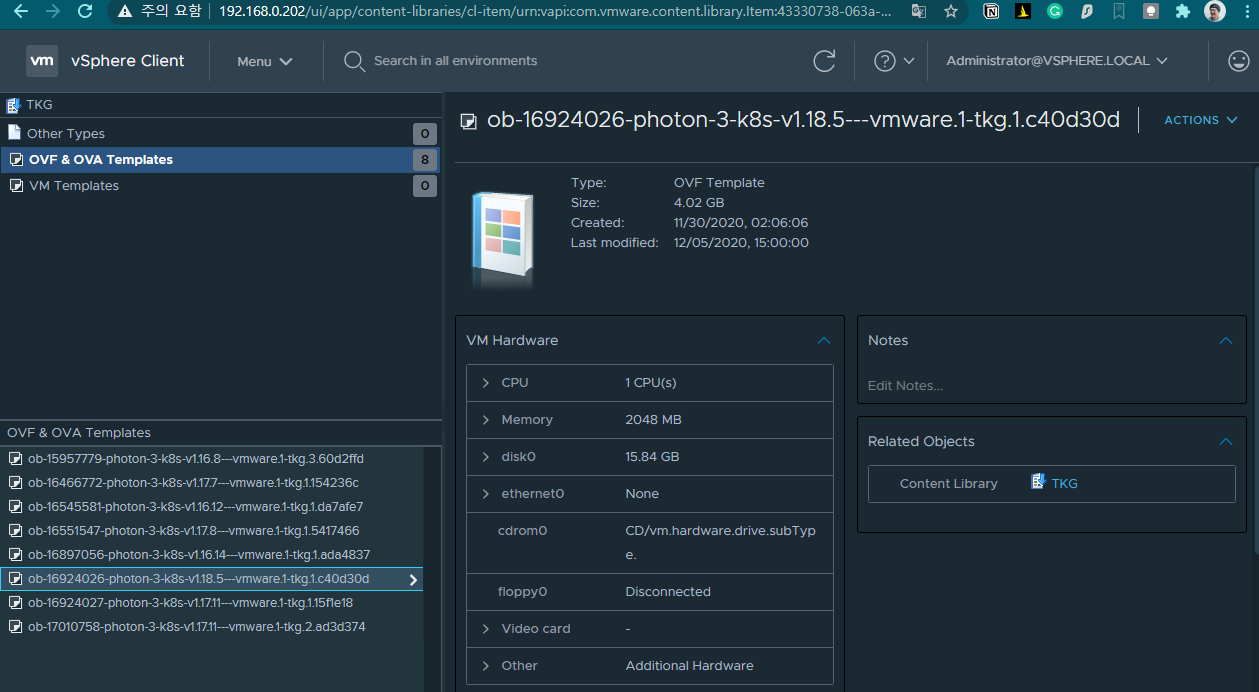 주의 요함 192.168.0.202/ui/app/content-libraries/cl-item/urn:vapi:com.vmware.content.library.Item:43330738-063a-...
vm vSphere Client Menu Search in all environments Administrator@VSPHERE.LOCAL
TKG
Other Types 0
OVF & OVA Templates 8
VM Templates 0
OVF & OVA Templates
ob-15957779-photon-3-k8s-v1.16.8---vmware.1-tkg.3.60d2ffd
ob-16466772-photon-3-k8s-v1.17.7---vmware.1-tkg.1.154236c
ob-16545581-photon-3-k8s-v1.16.12---vmware.1-tkg.1.da7afe7
ob-16551547-photon-3-k8s-v1.17.8---vmware.1-tkg.1.5417466
ob-16897056-photon-3-k8s-v1.16.14---vmware.1-tkg.1.ada4837
ob-16924026-photon-3-k8s-v1.18.5---vmware.1-tkg.1.c40d30d
ob-16924027-photon-3-k8s-v1.17.11---vmware.1-tkg.1.15f1e18
ob-17010758-photon-3-k8s-v1.17.11---vmware.1-tkg.2.ad3d374
ob-16924026-photon-3-k8s-v1.18.5---vmware.1-tkg.1.c40d30d ACTIONS
Type: OVF Template
Size: 4.02 GB
Created: 11/30/2020, 02:06:06
Last modified: 12/05/2020, 15:00:00
VM Hardware
CPU 1 CPU(s)
Memory 2048 MB
disk0 15.84 GB
ethernet0 None
cdrom0 CD/vm.hardware.drive.subTyp
e.
floppy0 Disconnected
Video card -
Other Additional Hardware
Notes
Edit Notes...
Related Objects
Content Library TKG